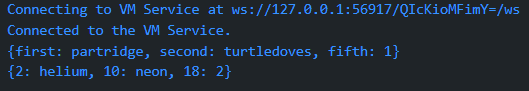 Connecting to VM Service at ws://127.0.0.1:56917/QIcKioMFimY=/ws
Connected to the VM Service.
{first: partridge, second: turtledoves, fifth: 1}
{2: helium, 10: neon, 18: 2}